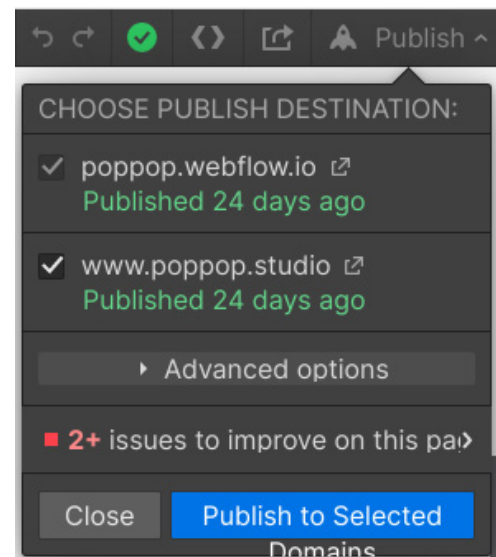 Publish
CHOOSE PUBLISH DESTINATION:
poppop.webflow.io
Published 24 days ago
www.poppop.studio
Published 24 days ago
Advanced options
2+ issues to improve on this pa
Close
Publish to Selected
Domains